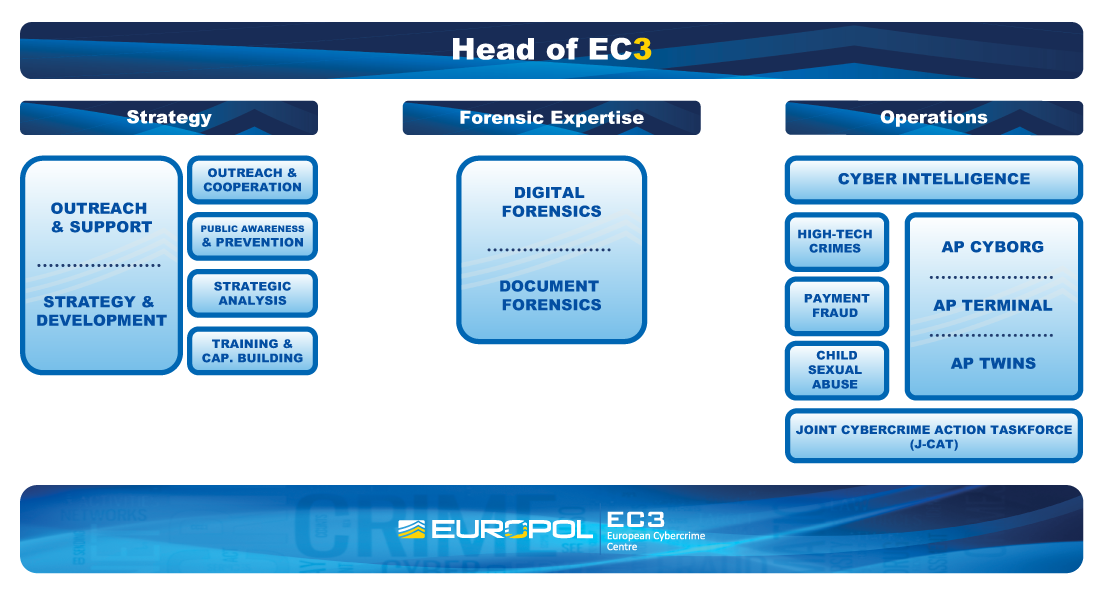 Head of EC3
Strategy
OUTREACH
& SUPPORT
STRATEGY &
DEVELOPMENT
OUTREACH &
COOPERATION
PUBLIC AWARENESS
& PREVENTION
STRATEGIC
ANALYSIS
TRAINING &
CAP. BUILDING
Forensic Expertise
DIGITAL
FORENSICS
DOCUMENT
FORENSICS
Operations
CYBER INTELLIGENCE
HIGH-TECH
CRIMES
PAYMENT
FRAUD
CHILD
SEXUAL
ABUSE
AP CYBORG
AP TERMINAL
AP TWINS
JOINT CYBERCRIME ACTION TASKFORCE
(J-CAT)
CRIME
CYBER
EUROPOL
EC3
European Cybercrime
Centre